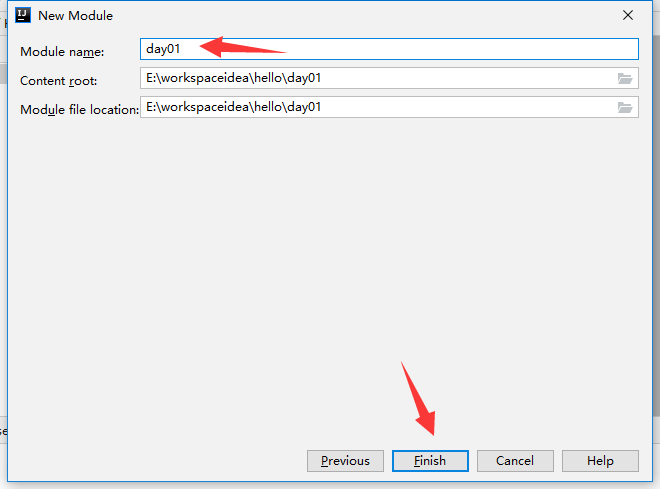 IJ New Module
Module name: day01
Content root: E:\workspaceidea\hello\day01
Module file location: E:\workspaceidea\hello\day01
Previous Finish Cancel Help